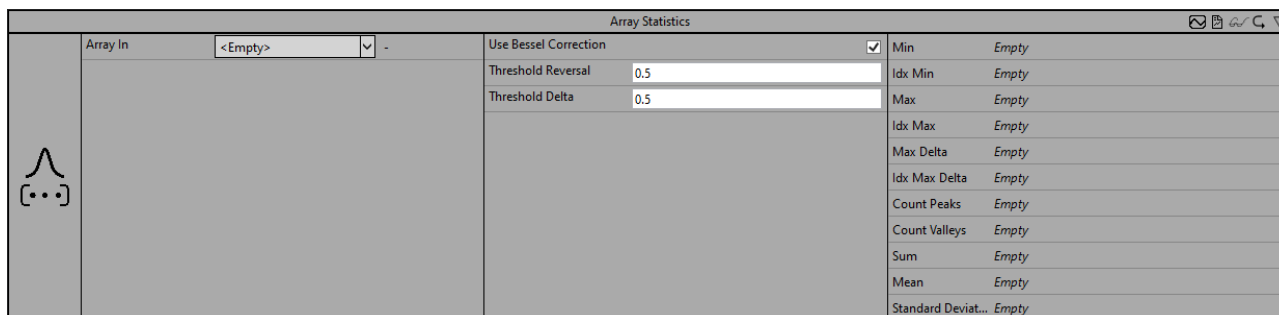 Array Statistics
Array In <Empty> -
Use Bessel Correction
Threshold Reversal 0.5
Threshold Delta 0.5
Min Empty
Idx Min Empty
Max Empty
Idx Max Empty
Max Delta Empty
Idx Max Delta Empty
Count Peaks Empty
Count Valleys Empty
Sum Empty
Mean Empty
Standard Deviat... Empty